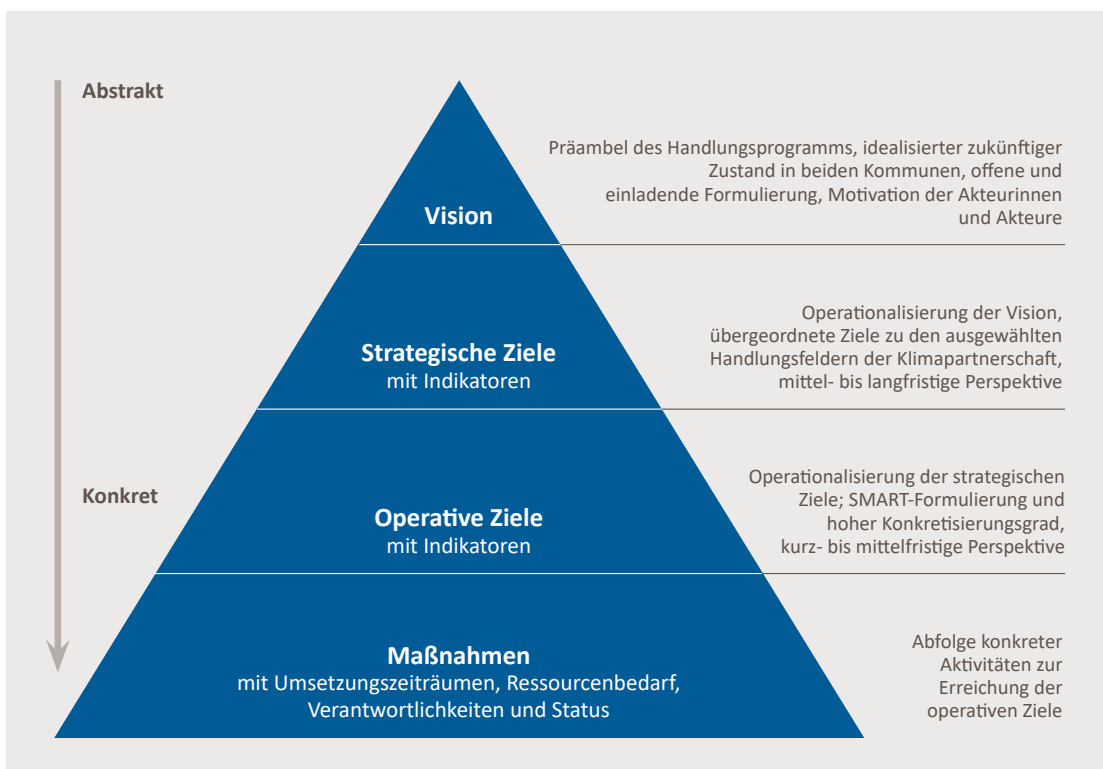 Abstrakt
Präambel des Handlungsprogramms, idealisierter zukünftiger
Zustand in beiden Kommunen, offene und
einladende Formulierung, Motivation der Akteurinnen
und Akteure
Vision
Operationalisierung der Vision,
übergeordnete Ziele zu den ausgewählten
Handlungsfeldern der Klimapartnerschaft,
mittel- bis langfristige Perspektive
Strategische Ziele
mit Indikatoren
Konkret
Operationalisierung der strategischen
Ziele; SMART-Formulierung und
hoher Konkretisierungsgrad,
kurz- bis mittelfristige Perspektive
Operative Ziele
mit Indikatoren
Abfolge konkreter
Aktivitäten zur
Erreichung der
operativen Ziele
Maßnahmen
mit Umsetzungszeiträumen, Ressourcenbedarf,
Verantwortlichkeiten und Status